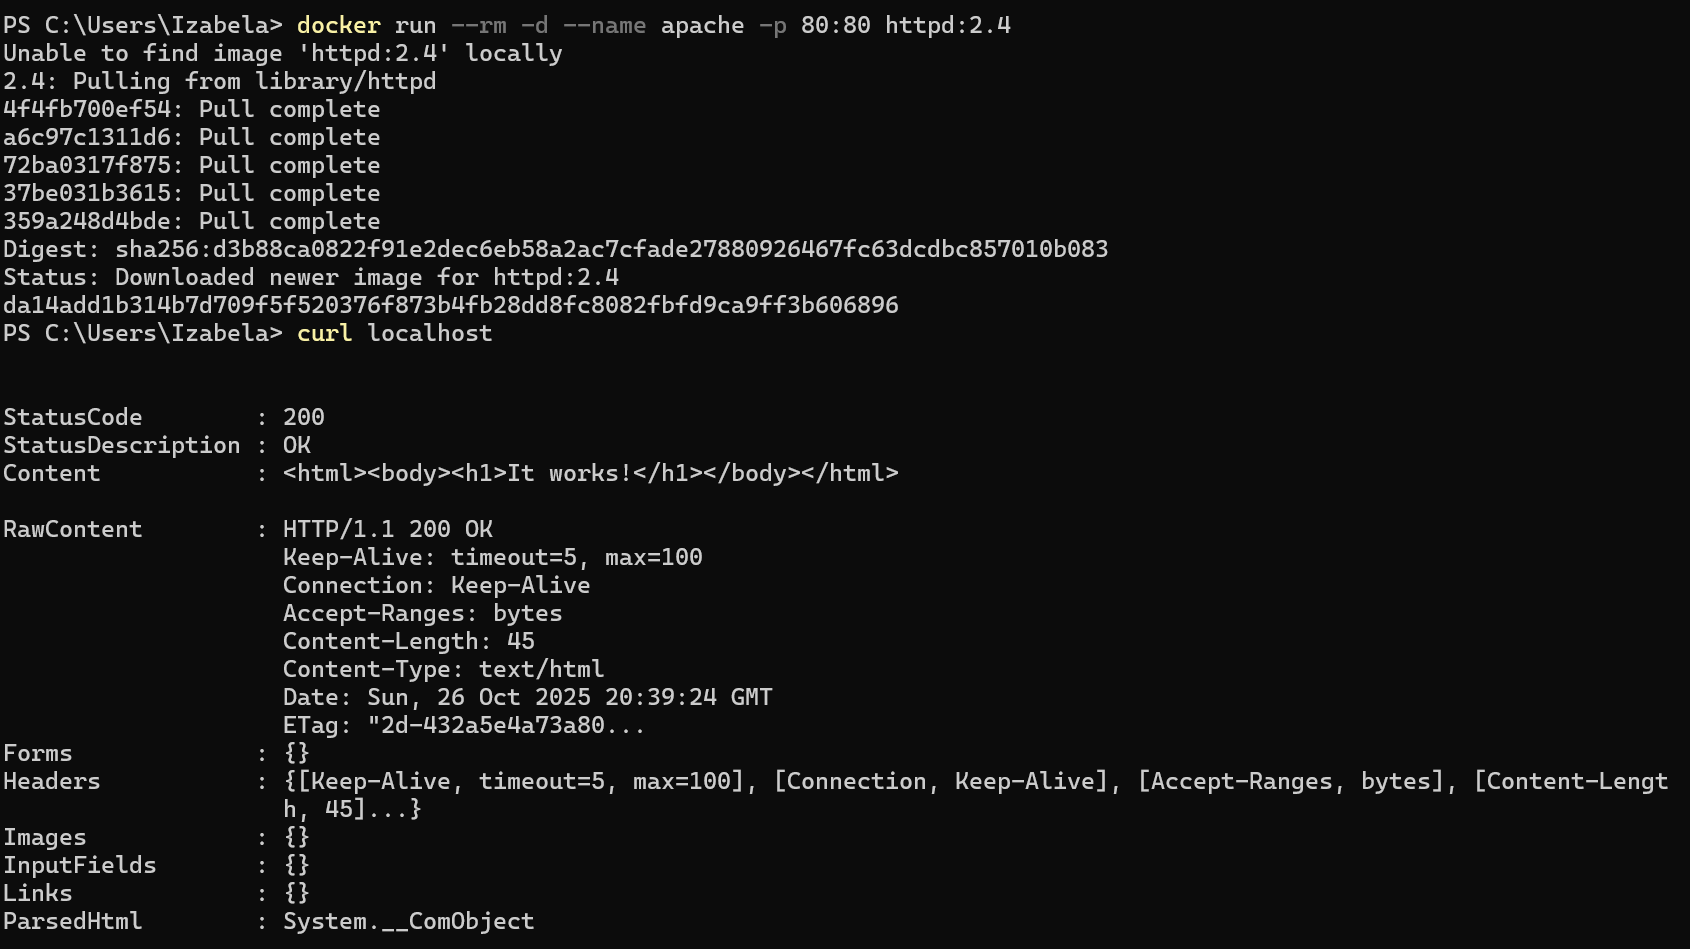 PS C:\Users\Izabela> docker run --rm -d --name apache -p 80:80 httpd:2.4
Unable to find image 'httpd:2.4' locally
2.4: Pulling from library/httpd
4f4fb700ef54: Pull complete
a6c97c1311d6: Pull complete
72ba0317f875: Pull complete
37be031b3615: Pull complete
359a248d4bde: Pull complete
Digest: sha256:d3b88ca0822f91e2dec6eb58a2ac7cfade27880926467fc63dcdbc857010b083
Status: Downloaded newer image for httpd:2.4
da14add1b314b7d709f5f520376f873b4fb28dd8fc8082fbfd9ca9ff3b606896
PS C:\Users\Izabela> curl localhost
StatusCode        : 200
StatusDescription : OK
Content           : <html><body><h1>It works!</h1></body></html>
RawContent        : HTTP/1.1 200 OK
                    Keep-Alive: timeout=5, max=100
                    Connection: Keep-Alive
                    Accept-Ranges: bytes
                    Content-Length: 45
                    Content-Type: text/html
                    Date: Sun, 26 Oct 2025 20:39:24 GMT
                    ETag: "2d-432a5e4a73a80...
Forms             : {}
Headers           : {[Keep-Alive, timeout=5, max=100], [Connection, Keep-Alive], [Accept-Ranges, bytes], [Content-Lengt
                    h, 45]...}
Images            : {}
InputFields       : {}
Links             : {}
ParsedHtml        : System.__ComObject